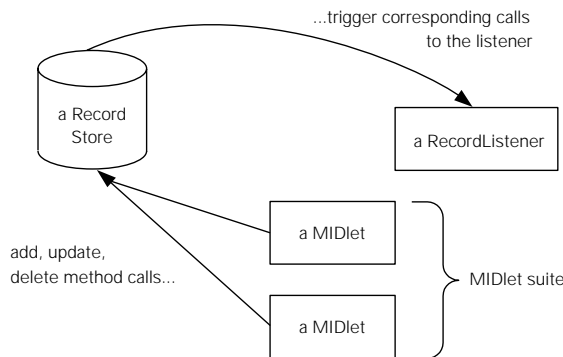 ...trigger corresponding calls
to the listener
a Record
Store
a RecordListener
a MIDlet
add, update,
delete method calls...
MIDlet suite
a MIDlet